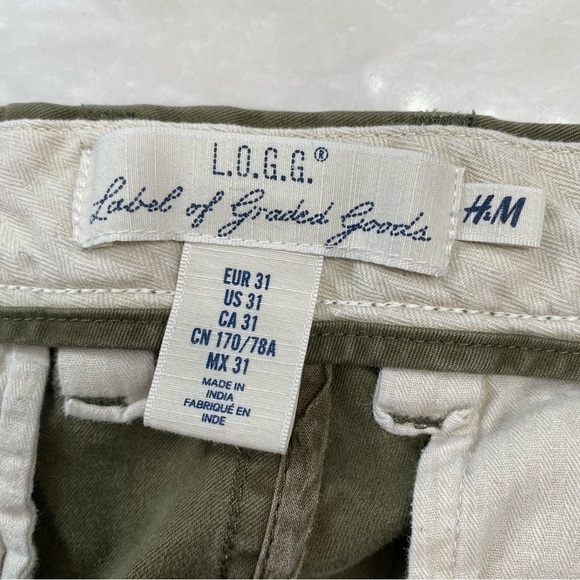 L.O.G.G.®
Label of Graded Goods
H&M
EUR 31
US 31
CA 31
CN 170/78A
MX 31
MADE IN
INDIA
FABRIQUÉ EN
INDE